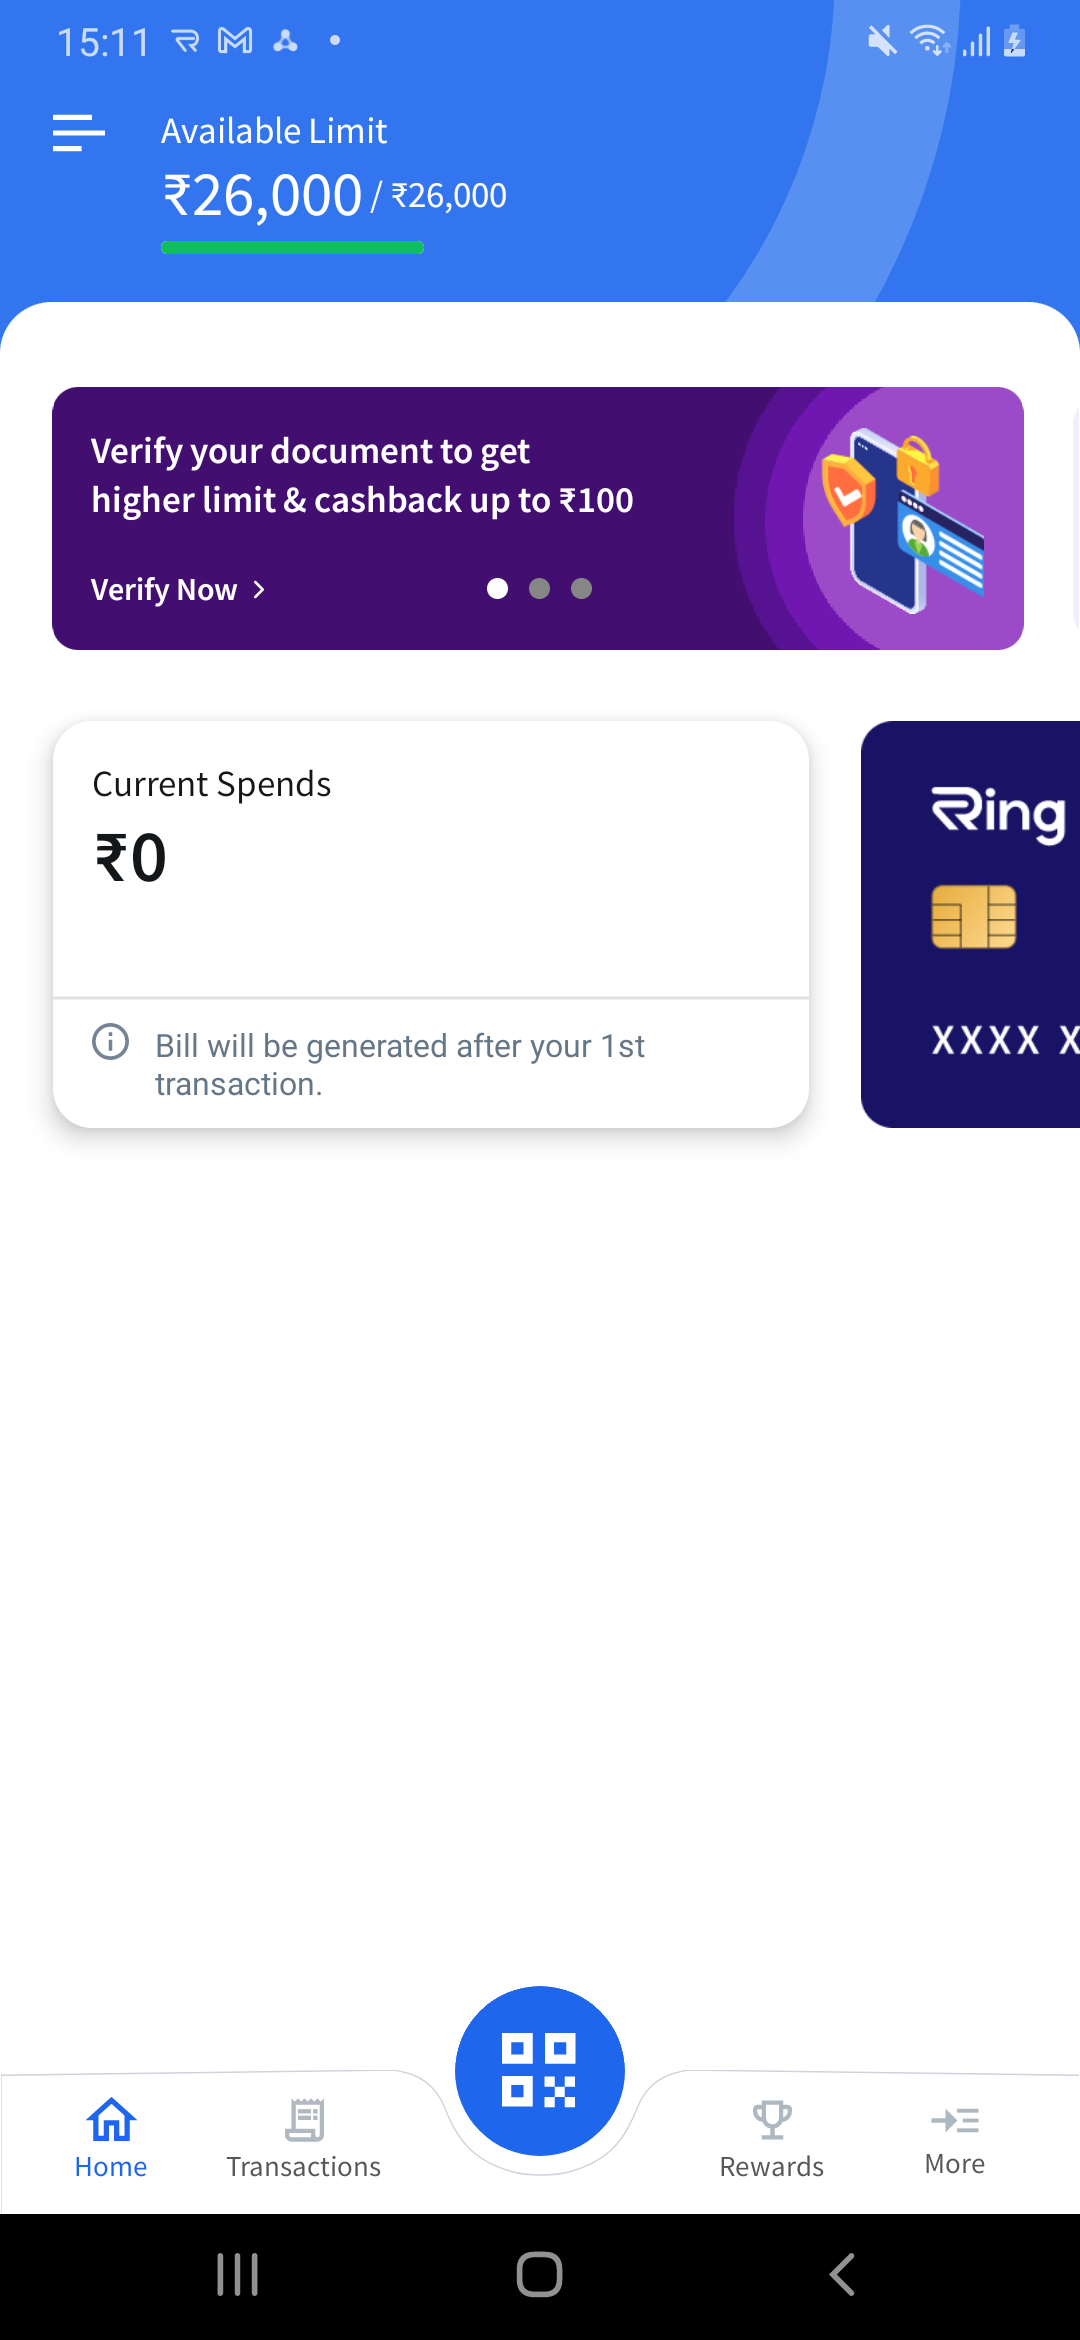 15:11
Available Limit
₹26,000 / ₹26,000
Verify your document to get
higher limit & cashback up to ₹100
Verify Now
Current Spends
₹0
Bill will be generated after your 1st
transaction.
Ring
XXXX X
Home
Transactions
Rewards
More